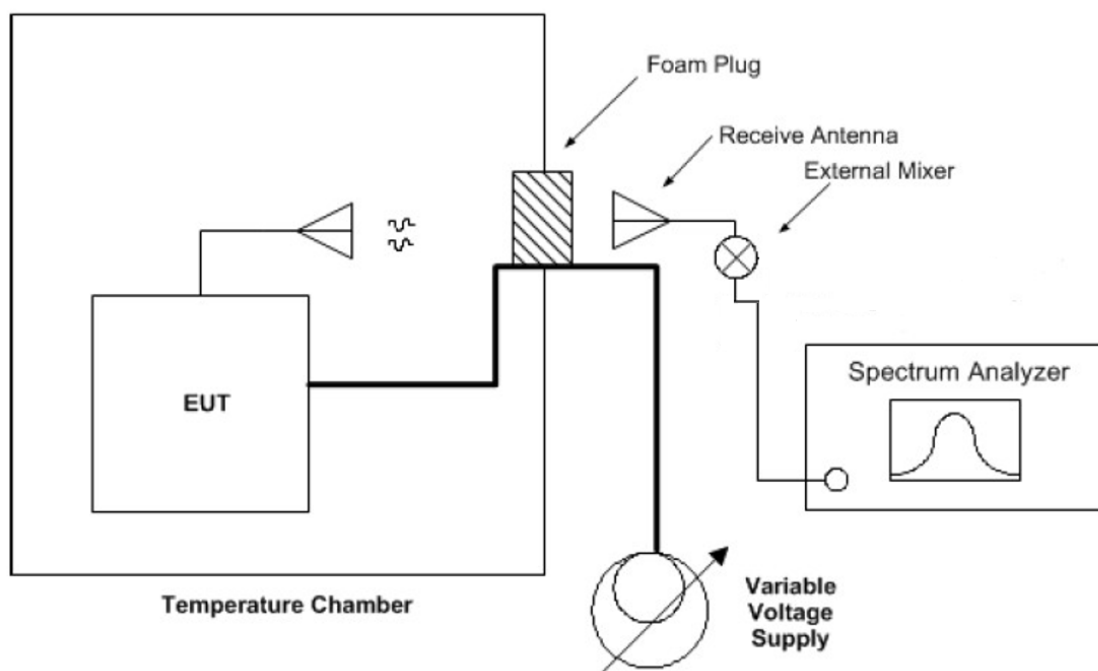 Foam Plug
Receive Antenna
External Mixer
Spectrum Analyzer
EUT
Temperature Chamber
Variable
Voltage
Supply